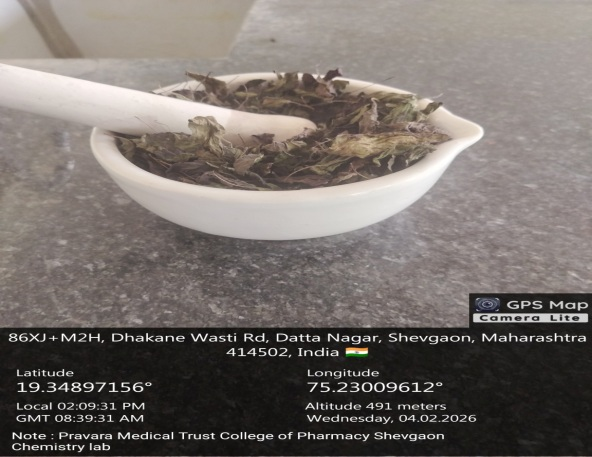 GPS Map
Camera Lite
86XJ+M2H, Dhakane Wasti Rd, Datta Nagar, Shevgaon, Maharashtra
414502, India
Latitude
Longitude
19.34897156°
75.23009612°
Local 02:09:31 PM
Altitude 491 meters
GMT 08:39:31 AM
Wednesday, 04.02.2026
Note : Pravara Medical Trust College of Pharmacy Shevgaon
Chemistry lab